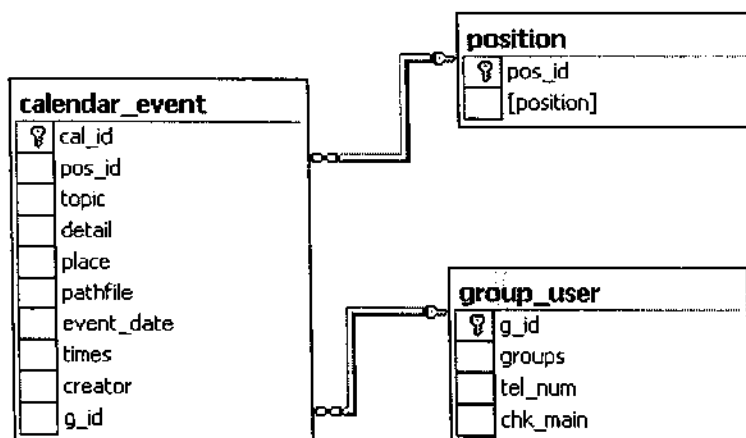 position
pos_id
[position]
calendar_event
cal_id
pos_id
topic
detail
place
pathfile
event_date
times
creator
g_id
group_user
g_id
groups
tel_num
chk_main